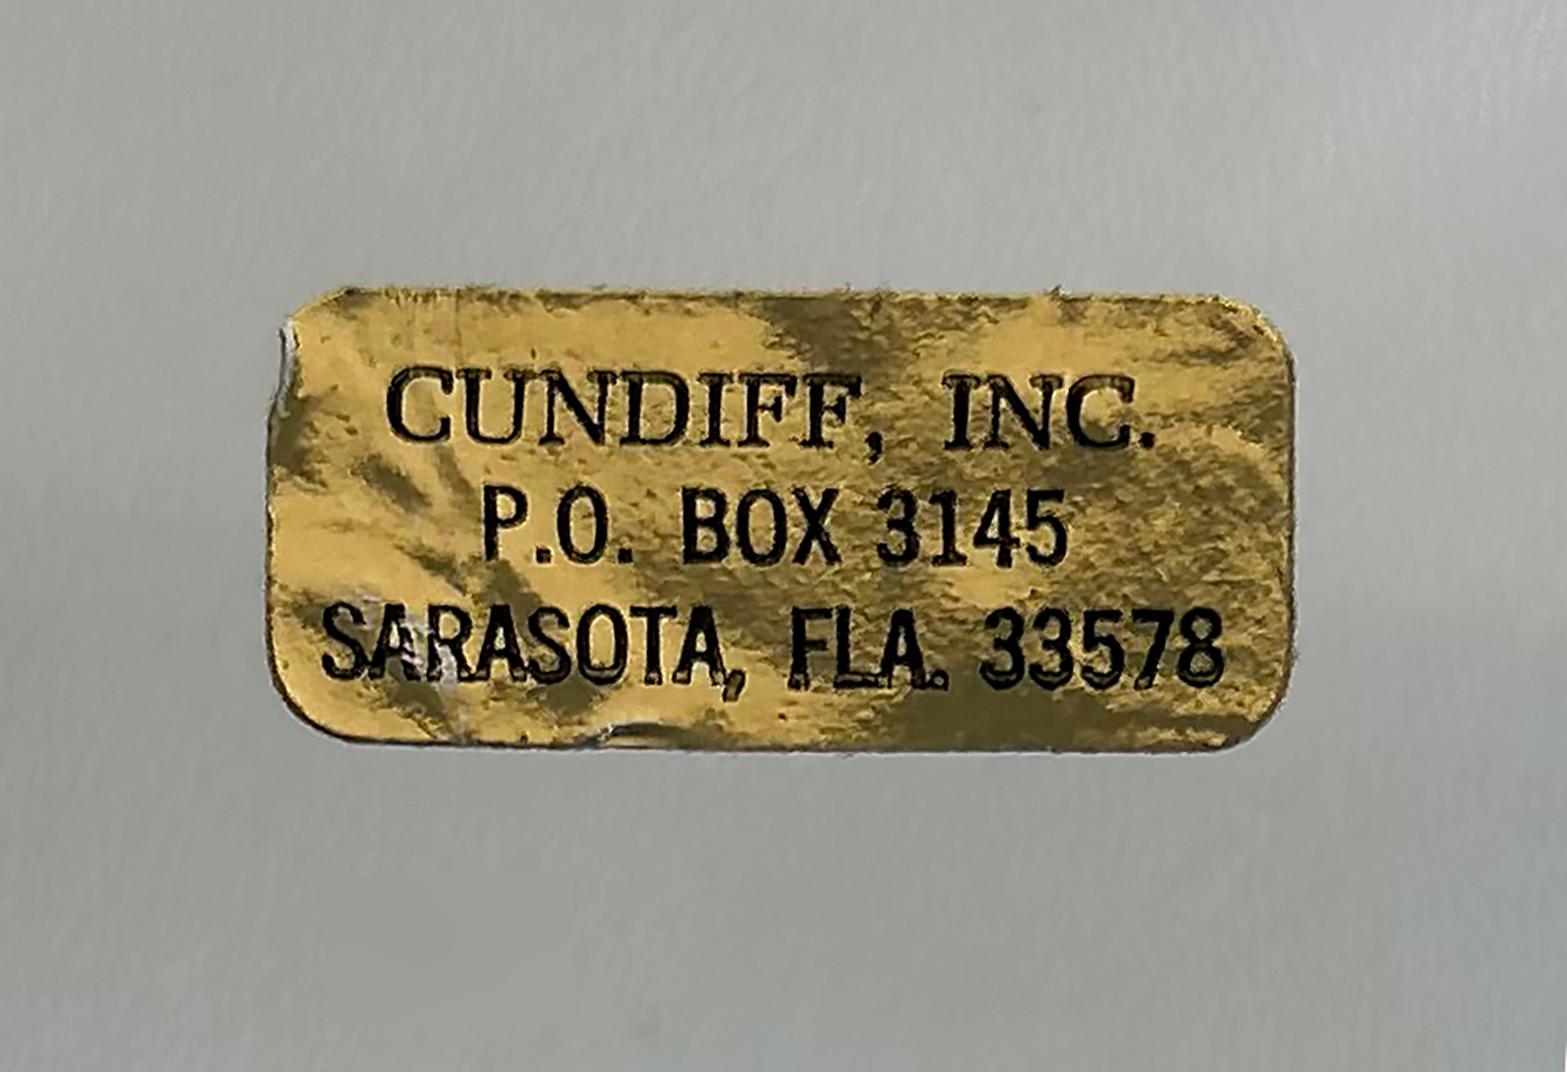 CUNDIFF, INC.
P.O. BOX 3145
SARASOTA, FLA. 33578